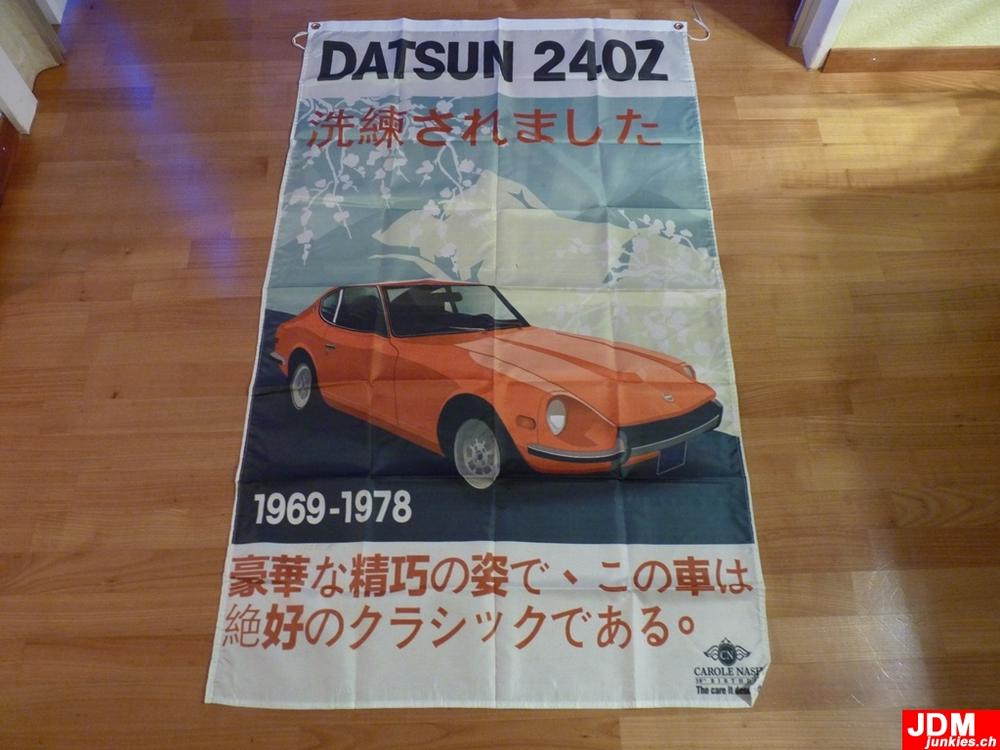 DATSUN 240Z
洗練されました
1969-1978
豪華な精巧の姿で、この車は
絶好のクラシックである。
CN
CAROLE NASH
The care it
JDM
junkies.ch